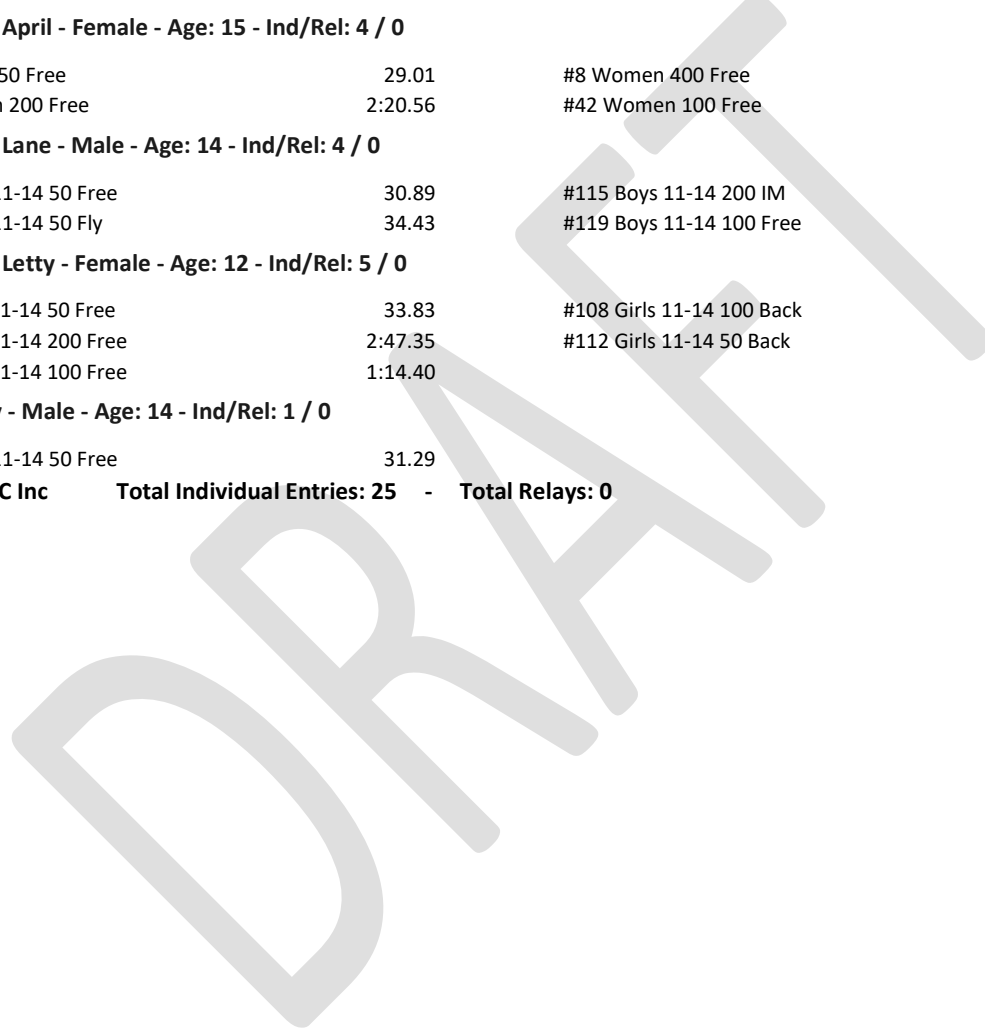 April - Female - Age: 15 - Ind/Rel: 4 / 0
50 Free 29.01 #8 Women 400 Free
200 Free 2:20.56 #42 Women 100 Free
Lane - Male - Age: 14 - Ind/Rel: 4 / 0
11-14 50 Free 30.89 #115 Boys 11-14 200 IM
11-14 50 Fly 34.43 #119 Boys 11-14 100 Free
Letty - Female - Age: 12 - Ind/Rel: 5 / 0
1-14 50 Free 33.83 #108 Girls 11-14 100 Back
1-14 200 Free 2:47.35 #112 Girls 11-14 50 Back
1-14 100 Free 1:14.40
- Male - Age: 14 - Ind/Rel: 1 / 0
11-14 50 Free 31.29
C Inc Total Individual Entries: 25 - Total Relays: 0
DRAFT